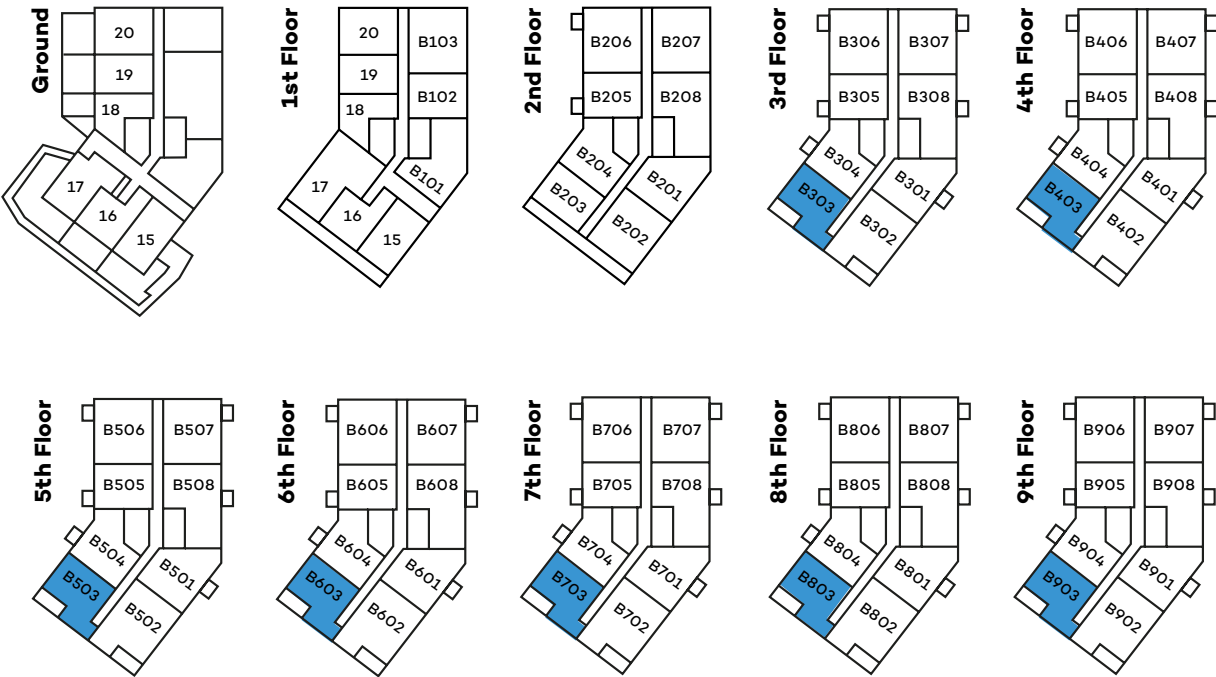 Ground
20
19
18
17
16
15
1st Floor
20
B103
19
B102
18
B101
17
16
15
2nd Floor
B206
B207
B205
B208
B204
B201
B203
B202
3rd Floor
B306
B307
B305
B308
B304
B301
B303
B302
4th Floor
B406
B407
B405
B408
B404
B401
B403
B402
5th Floor
B506
B507
B505
B508
B504
B501
B503
B502
6th Floor
B606
B607
B605
B608
B604
B601
B603
B602
7th Floor
B706
B707
B705
B708
B704
B701
B703
B702
8th Floor
B806
B807
B805
B808
B804
B801
B803
B802
9th Floor
B906
B907
B905
B908
B904
B901
B903
B902